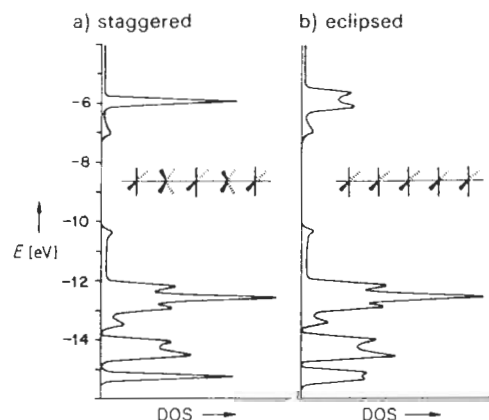 a) staggered
b) eclipsed
-6
-8
-10
E [eV]
-12
-14
DOS →
DOS →